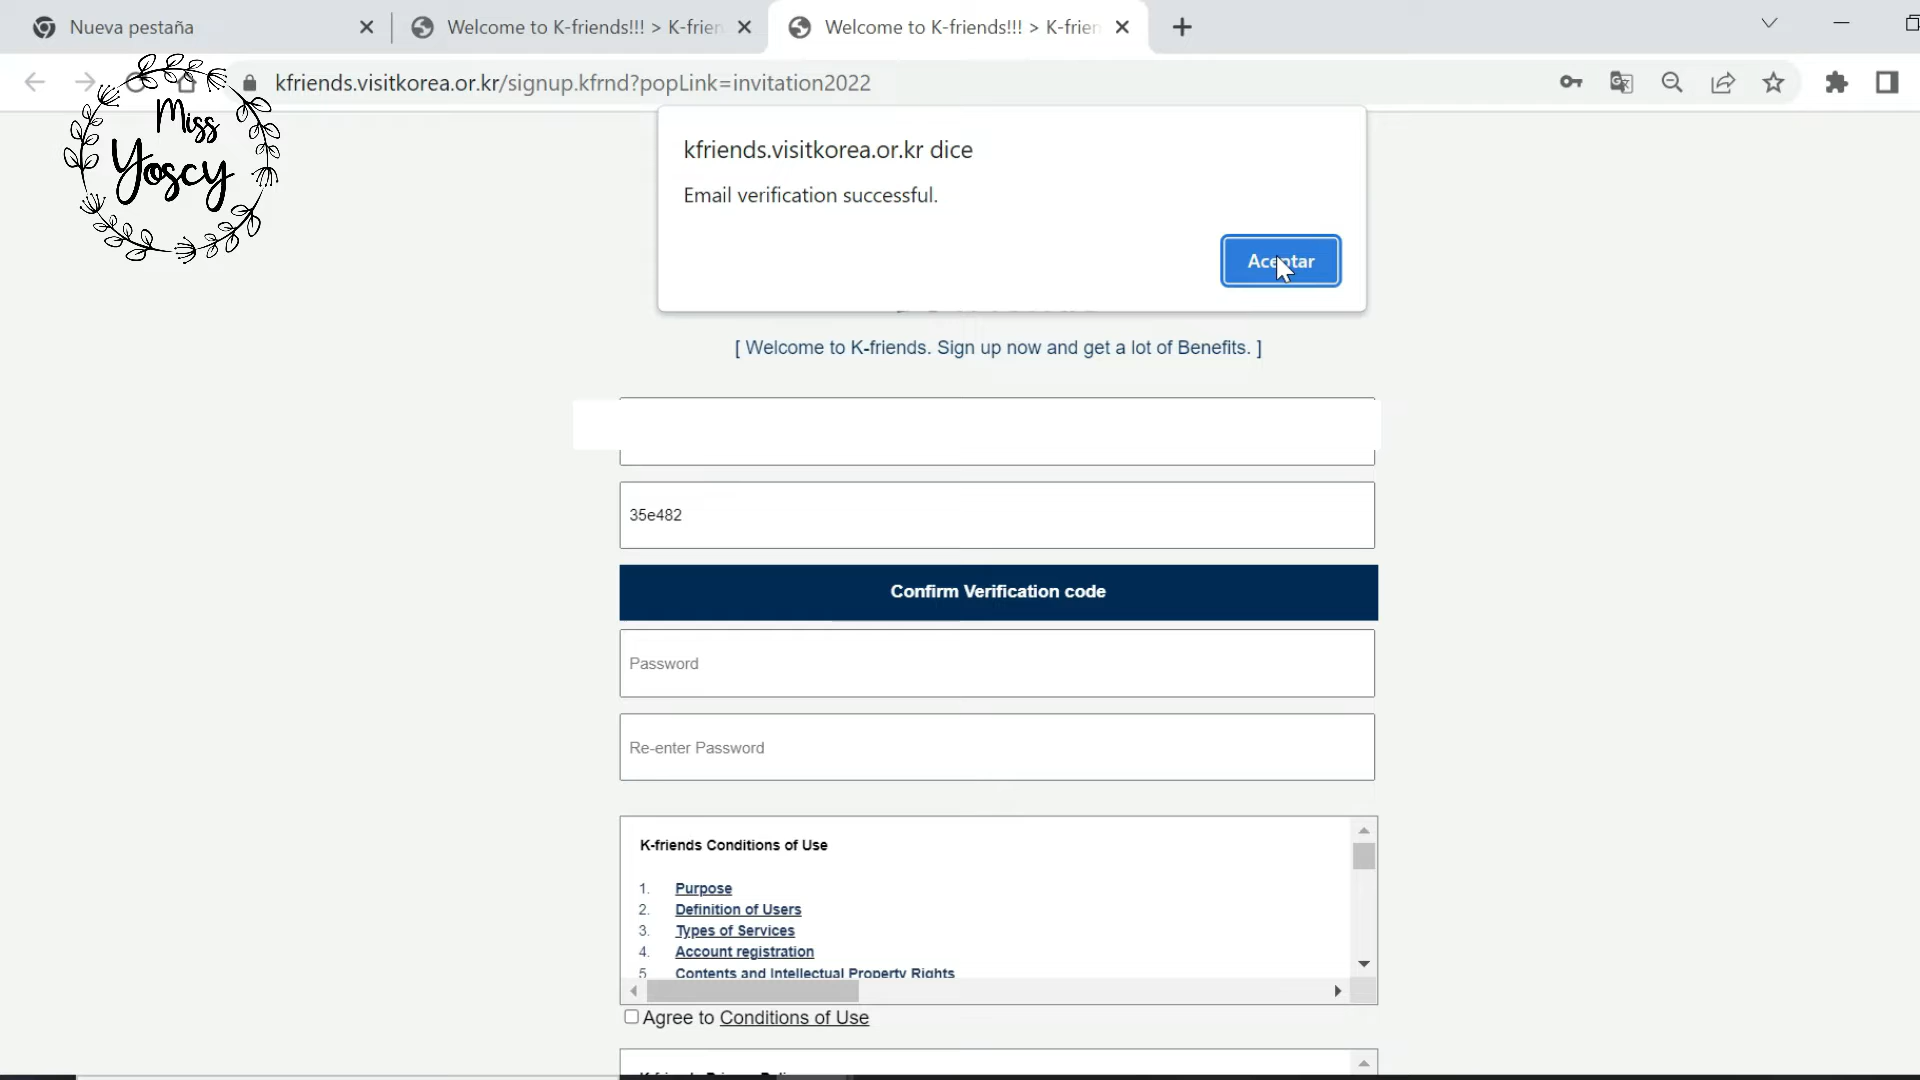 Nueva pestaña
Welcome to K-friends!!! > K-frien
Welcome to K-friends!!! > K-frien
kfriends.visitkorea.or.kr/signup.kfrnd?popLink=invitation2022
Miss
Yoscy
kfriends.visitkorea.or.kr dice
Email verification successful.
Aceptar
[ Welcome to K-friends. Sign up now and get a lot of Benefits. ]
35e482
Confirm Verification code
Password
Re-enter Password
K-friends Conditions of Use
1. Purpose
2. Definition of Users
3. Types of Services
4. Account registration
5 Contents and Intellectual Property Rights
Agree to Conditions of Use